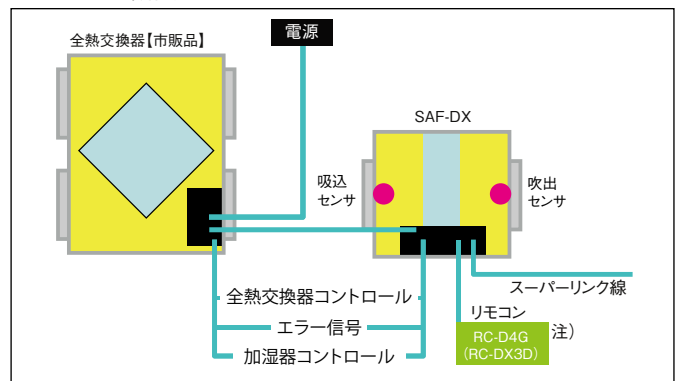 電源
全熱交換器【市販品】
SAF-DX
吸込
センサ
吹出
センサ
スーパーリンク線
全熱交換器コントロール
エラー信号
加湿器コントロール
リモコン
RC-D4G
(RC-DX3D)
注）